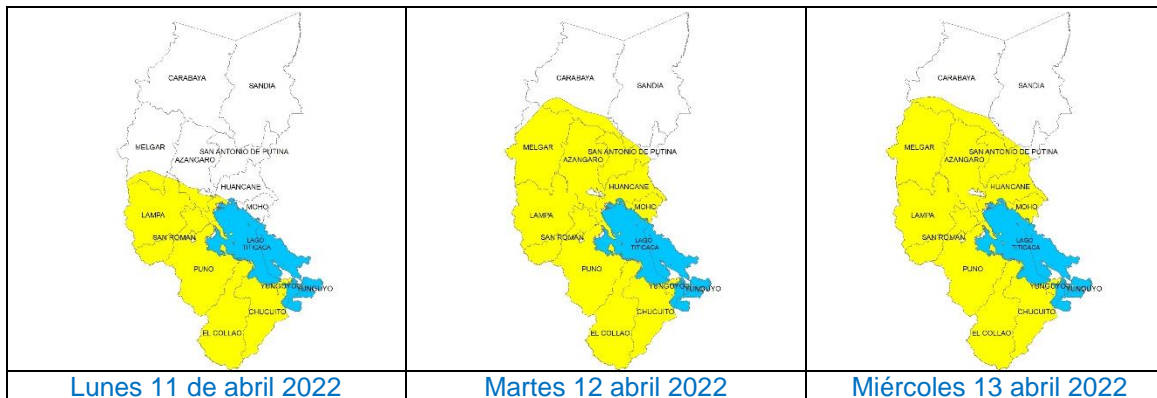 CARABAYA
SANDIA
MELGAR
SAN ANTONIO DE PUTINA
AZANGARO
HUANCANE
MOHO
LAMPA
SAN ROMAN
LAGO
TITICACA
PUNO
YUNGUYO
YUNGUYO
CHUCUITO
EL COLLAO
Lunes 11 de abril 2022
CARABAYA
SANDIA
MELGAR
SAN ANTONIO DE PUTINA
AZANGARO
HUANCANE
MOHO
LAMPA
SAN ROMAN
LAGO
TITICACA
PUNO
YUNGUYO
YUNGUYO
CHUCUITO
EL COLLAO
Martes 12 abril 2022
CARABAYA
SANDIA
MELGAR
SAN ANTONIO DE PUTINA
AZANGARO
HUANCANE
MOHO
LAMPA
SAN ROMAN
LAGO
TITICACA
PUNO
YUNGUYO
YUNGUYO
CHUCUITO
EL COLLAO
Miércoles 13 abril 2022